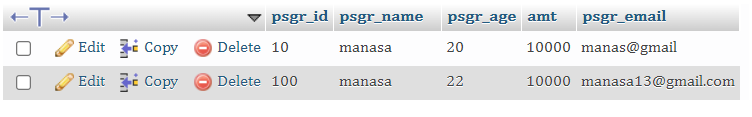 psgr_id psgr_name psgr_age amt psgr_email
Edit Copy Delete 10 manasa 20 10000 manas@gmail
Edit Copy Delete 100 manasa 22 10000 manasa13@gmail.com